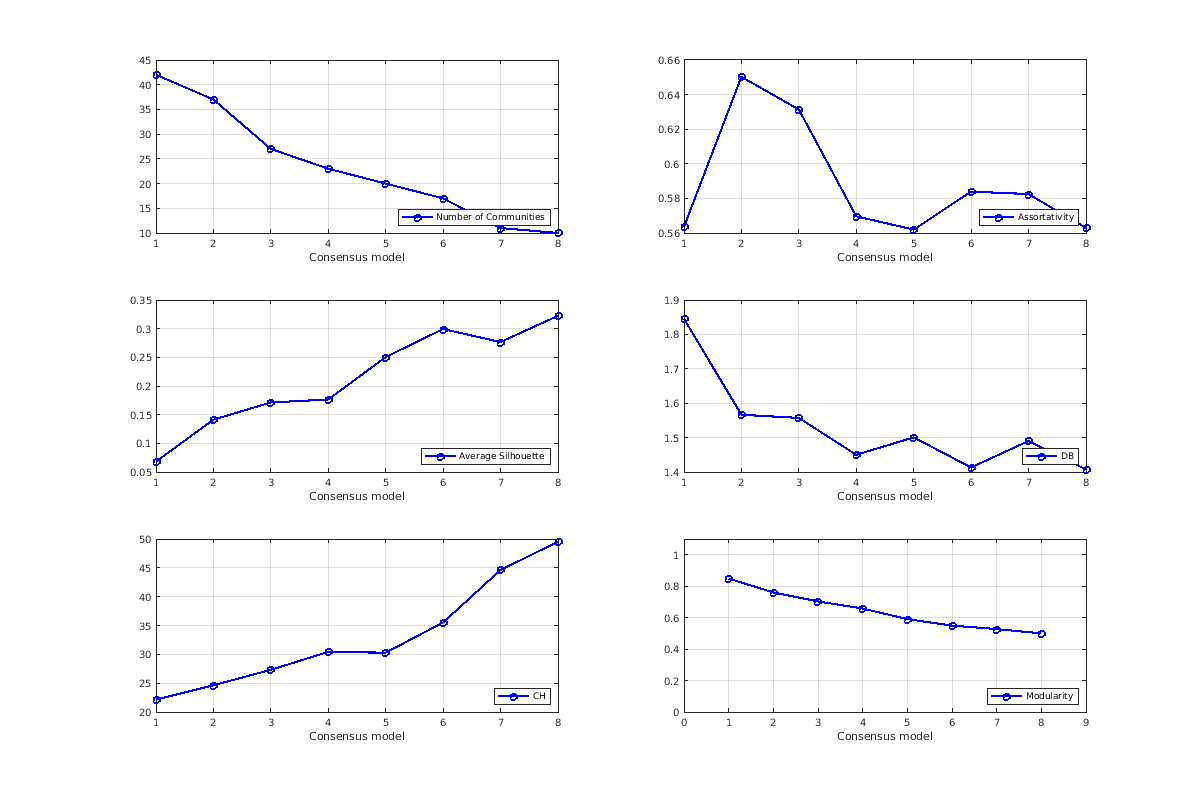 45
40
35
30
25
20
15
10
1 2 3 4 5 6 7 8
Consensus model
Number of Communities
0.66
0.64
0.62
0.6
0.58
0.56
1 2 3 4 5 6 7 8
Consensus model
Assortativity
0.35
0.3
0.25
0.2
0.15
0.1
0.05
1 2 3 4 5 6 7 8
Consensus model
Average Silhouette
1.9
1.8
1.7
1.6
1.5
1.4
1 2 3 4 5 6 7 8
Consensus model
DB
50
45
40
35
30
25
20
1 2 3 4 5 6 7 8
Consensus model
CH
1
0.8
0.6
0.4
0.2
0
0 1 2 3 4 5 6 7 8 9
Consensus model
Modularity